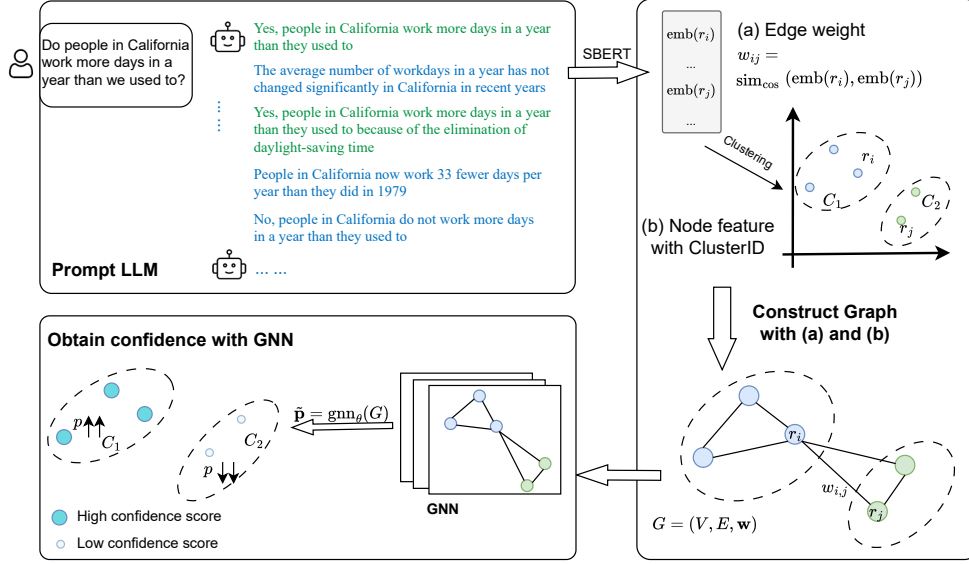 Do people in California
work more days in a
year than we used to?
Yes, people in California work more days in a year
than they used to
The average number of workdays in a year has not
changed significantly in California in recent years
Yes, people in California work more days in a year
than they used to because of the elimination of
daylight-saving time
People in California now work 33 fewer days per
year than they did in 1979
No, people in California do not work more days
in a year than they used to
... ...
Prompt LLM
SBERT
emb(r_i)
...
emb(r_j)
...
(a) Edge weight
w_{ij} =
sim_{cos} (emb(r_i), emb(r_j))
Clustering
r_i
C_1
C_2
r_j
(b) Node feature
with ClusterID
Construct Graph
with (a) and (b)
r_i
w_{i,j}
r_j
G = (V, E, w)
Obtain confidence with GNN
p
C_1
C_2
p
p̃ = gnn_θ(G)
GNN
High confidence score
Low confidence score